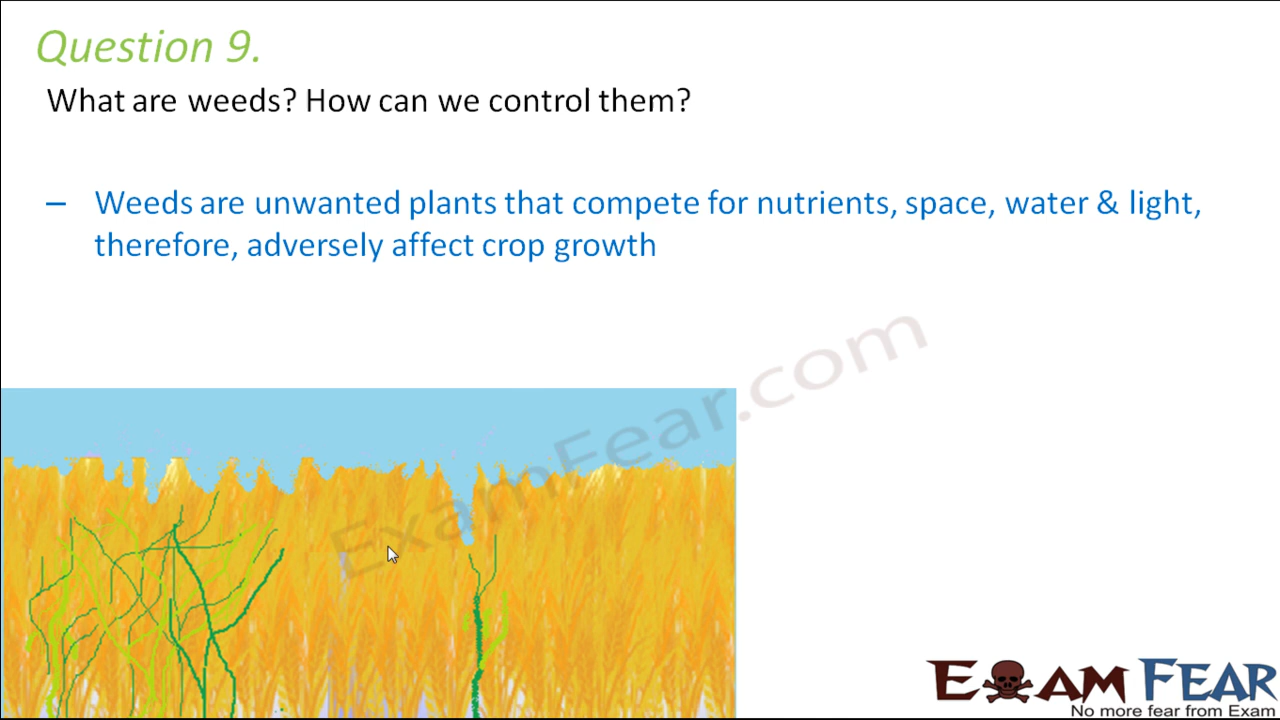 Question 9.
What are weeds? How can we control them?
– Weeds are unwanted plants that compete for nutrients, space, water & light,
therefore, adversely affect crop growth
ExamFear.com
EXAM FEAR
No more fear from Exam